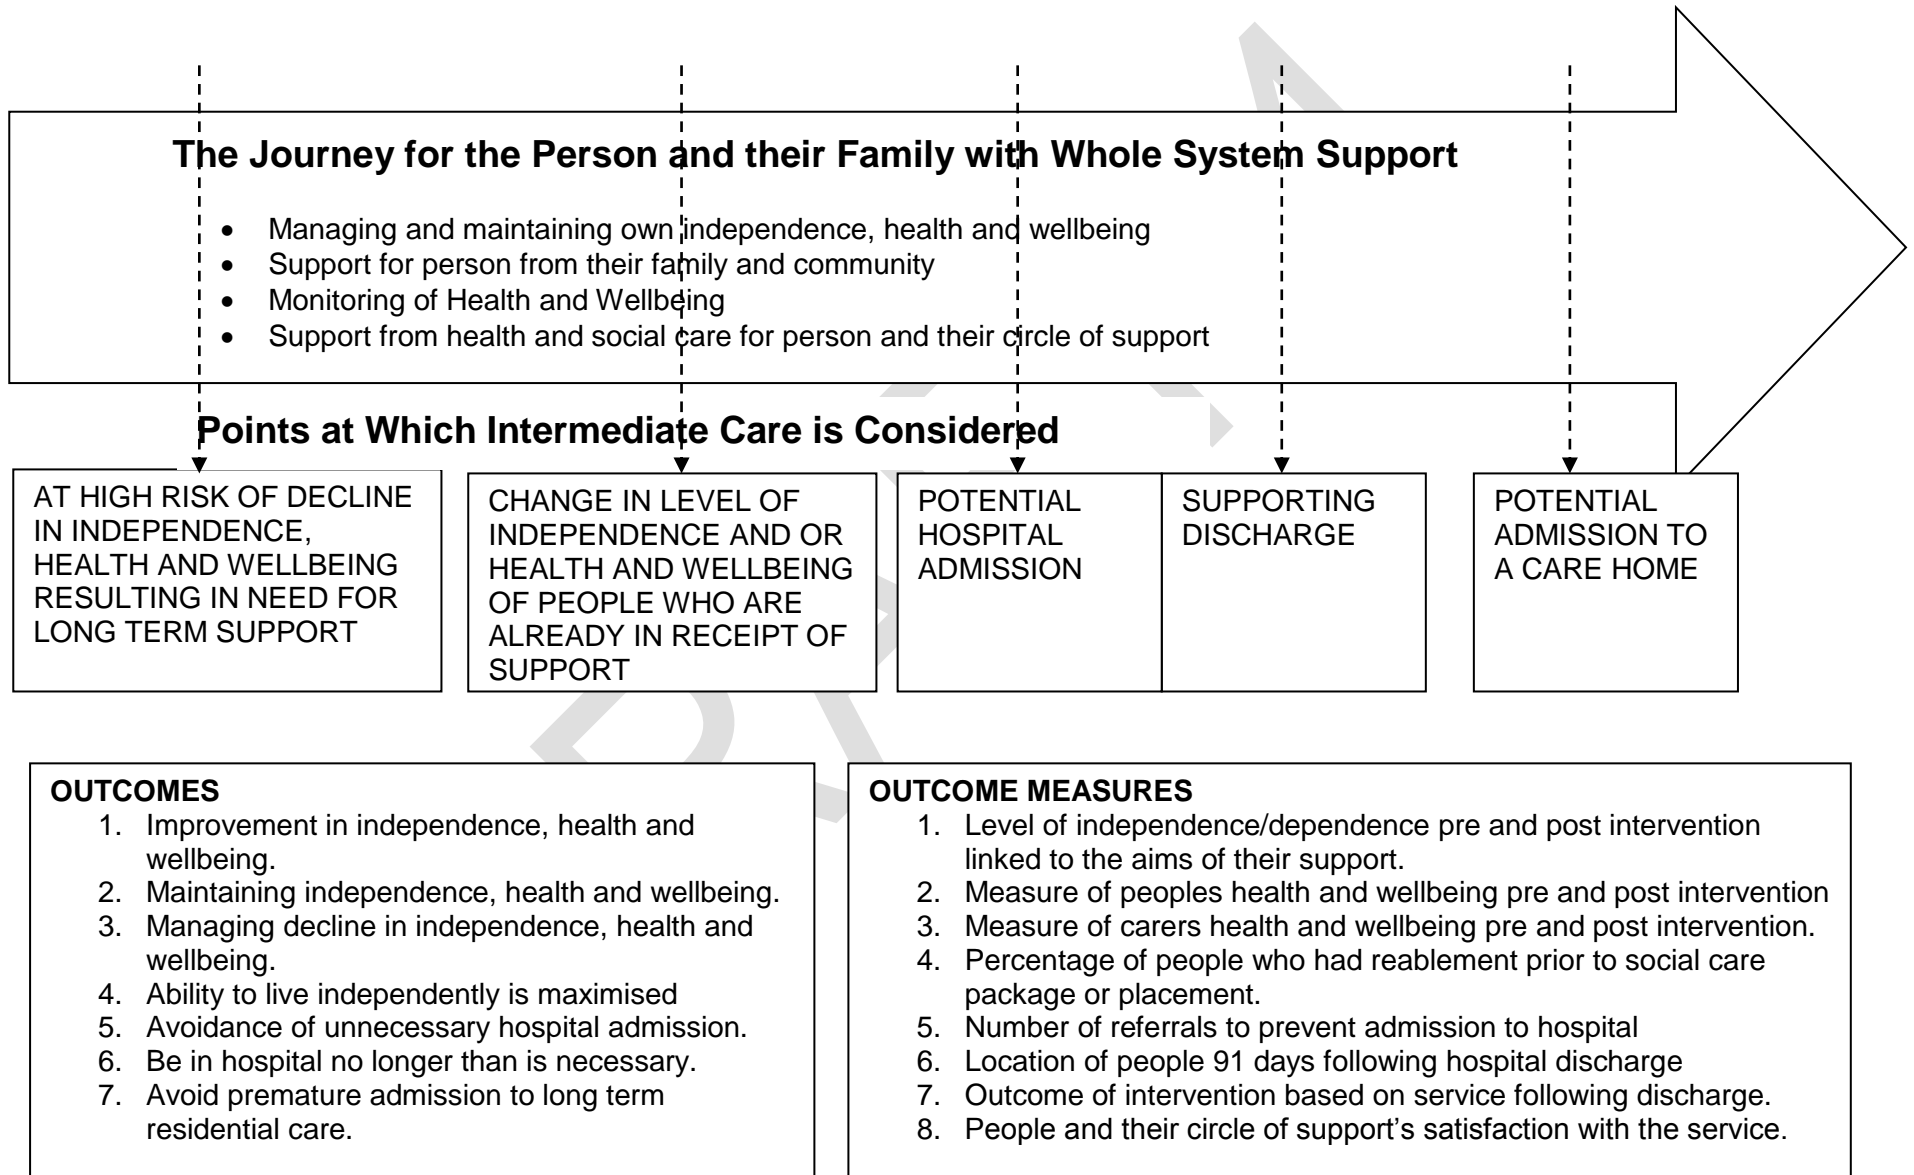 The Journey for the Person and their Family with Whole System Support
• Managing and maintaining own independence, health and wellbeing
• Support for person from their family and community
• Monitoring of Health and Wellbeing
• Support from health and social care for person and their circle of support
Points at Which Intermediate Care is Considered
AT HIGH RISK OF DECLINE
IN INDEPENDENCE,
HEALTH AND WELLBEING
RESULTING IN NEED FOR
LONG TERM SUPPORT
CHANGE IN LEVEL OF
INDEPENDENCE AND OR
HEALTH AND WELLBEING
OF PEOPLE WHO ARE
ALREADY IN RECEIPT OF
SUPPORT
POTENTIAL
HOSPITAL
ADMISSION
SUPPORTING
DISCHARGE
POTENTIAL
ADMISSION TO
A CARE HOME
OUTCOMES
1. Improvement in independence, health and
wellbeing.
2. Maintaining independence, health and wellbeing.
3. Managing decline in independence, health and
wellbeing.
4. Ability to live independently is maximised
5. Avoidance of unnecessary hospital admission.
6. Be in hospital no longer than is necessary.
7. Avoid premature admission to long term
residential care.
OUTCOME MEASURES
1. Level of independence/dependence pre and post intervention
linked to the aims of their support.
2. Measure of peoples health and wellbeing pre and post intervention
3. Measure of carers health and wellbeing pre and post intervention.
4. Percentage of people who had reablement prior to social care
package or placement.
5. Number of referrals to prevent admission to hospital
6. Location of people 91 days following hospital discharge
7. Outcome of intervention based on service following discharge.
8. People and their circle of support's satisfaction with the service.